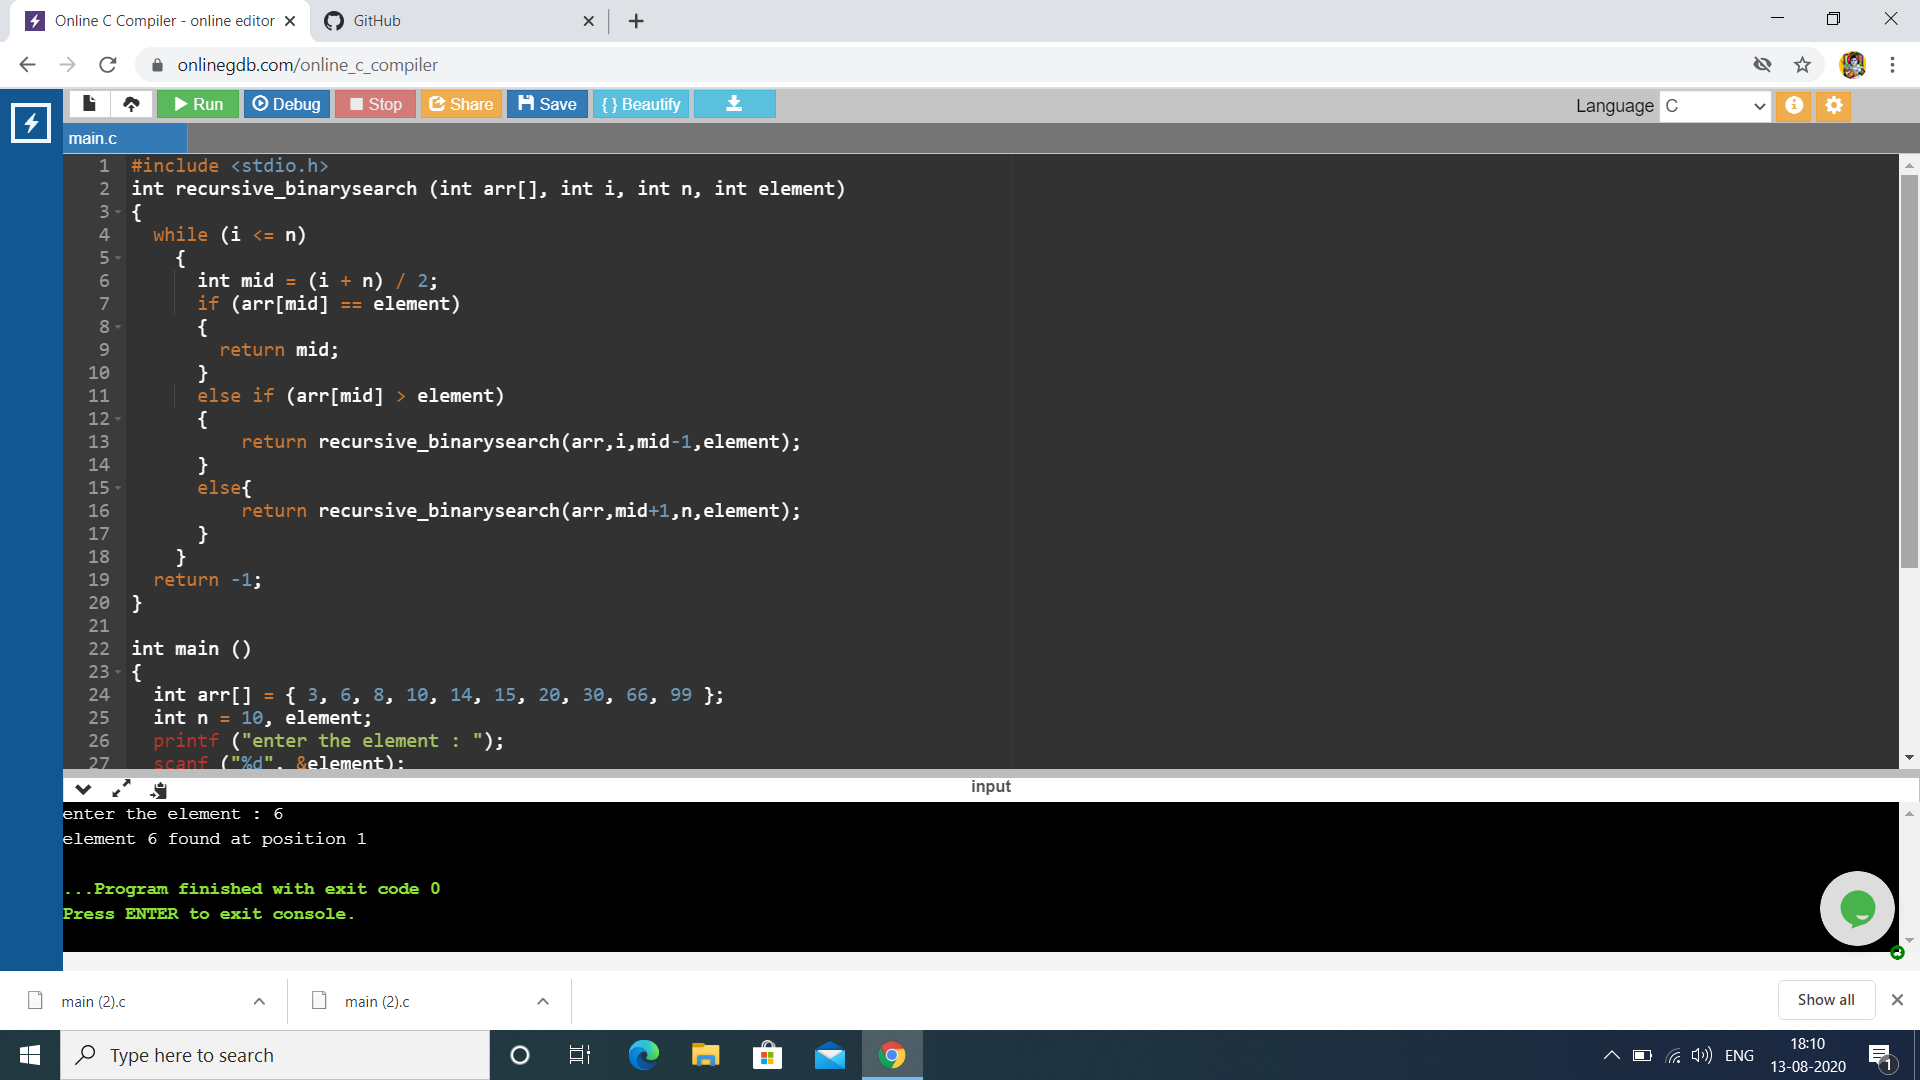 Online C Compiler - online editor
GitHub
onlinegdb.com/online_c_compiler
Run Debug Stop Share Save { } Beautify
Language C
main.c
1 #include <stdio.h>
2 int recursive_binarysearch (int arr[], int i, int n, int element)
3 {
4 while (i <= n)
5 {
6 int mid = (i + n) / 2;
7 if (arr[mid] == element)
8 {
9 return mid;
10 }
11 else if (arr[mid] > element)
12 {
13 return recursive_binarysearch(arr,i,mid-1,element);
14 }
15 else{
16 return recursive_binarysearch(arr,mid+1,n,element);
17 }
18 }
19 return -1;
20 }
21
22 int main ()
23 {
24 int arr[] = { 3, 6, 8, 10, 14, 15, 20, 30, 66, 99 };
25 int n = 10, element;
26 printf ("enter the element : ");
27 scanf ("%d", &element);
input
enter the element : 6
element 6 found at position 1
...Program finished with exit code 0
Press ENTER to exit console.
main (2).c
main (2).c
Show all
Type here to search
ENG
18:10
13-08-2020
1